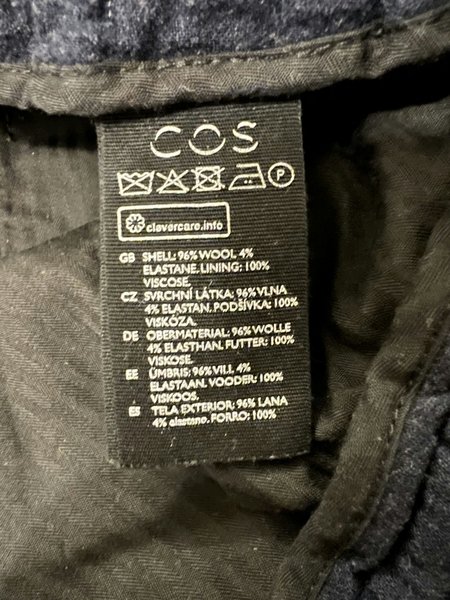 COS
P
clevercare.info
GB SHELL: 96% WOOL 4%
ELASTANE. LINING: 100%
VISCOSE.
CZ SVRCHNÍ LÁTKA: 96% VLNA
4% ELASTAN. PODŠÍVKA: 100%
VISKÓZA.
DE OBERMATERIAL: 96% WOLLE
4% ELASTHAN. FUTTER: 100%
VISKOSE.
EE ÜMBRIS: 96% VILL 4%
ELASTAAN. VOODER: 100%
VISKOOS.
ES TELA EXTERIOR: 96% LANA
4% elastano. FORRO: 100%